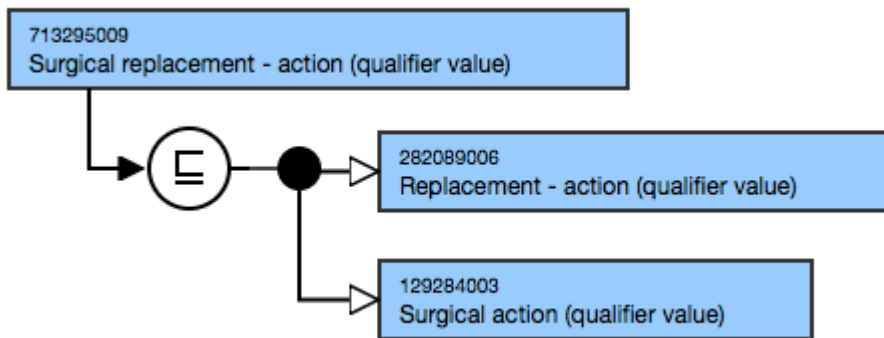 713295009
Surgical replacement - action (qualifier value)
⊑
282089006
Replacement - action (qualifier value)
129284003
Surgical action (qualifier value)